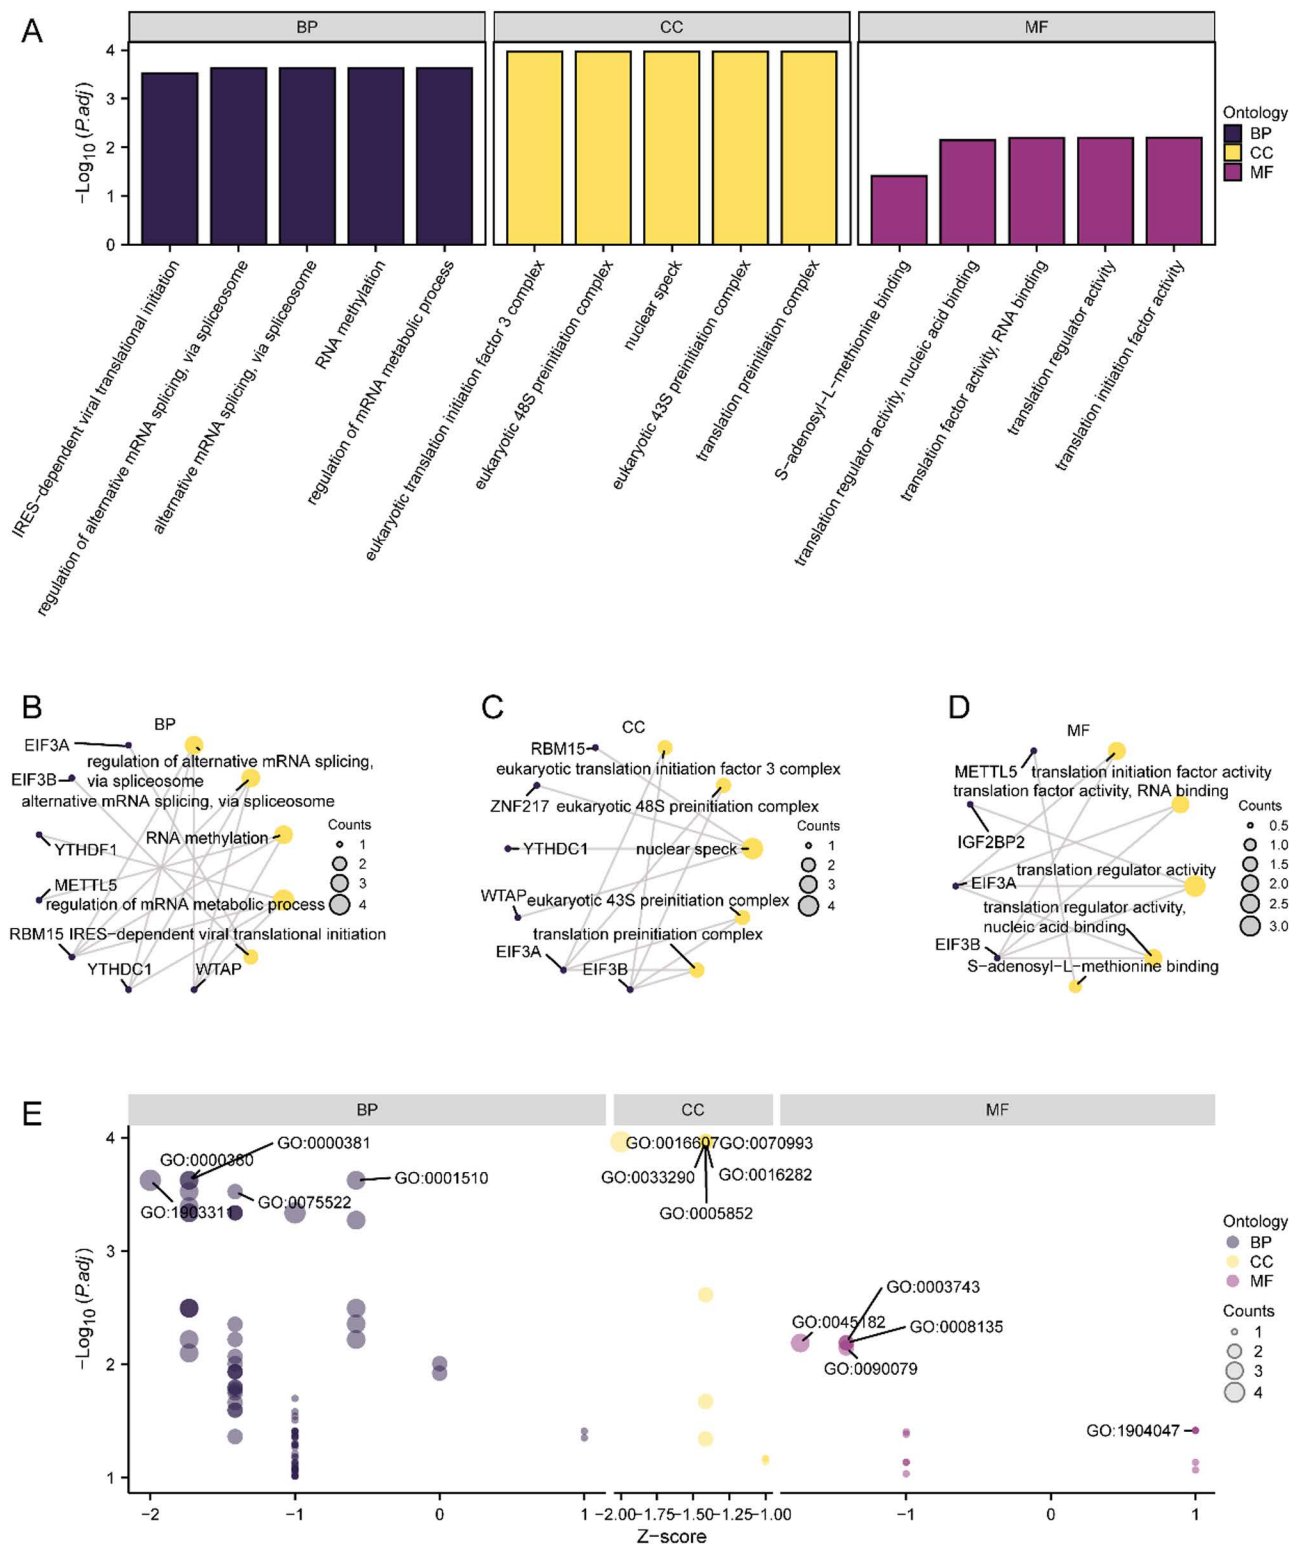 A
BP
CC
MF
−Log10 (P.adj)
4
3
2
1
0
Ontology
BP
CC
MF
IRES−dependent viral translational initiation
regulation of alternative mRNA splicing, via spliceosome
alternative mRNA splicing, via spliceosome
RNA methylation
regulation of mRNA metabolic process
eukaryotic translation initiation factor 3 complex
eukaryotic 48S preinitiation complex
nuclear speck
eukaryotic 43S preinitiation complex
translation preinitiation complex
S−adenosyl−L−methionine binding
translation regulator activity, nucleic acid binding
translation factor activity, RNA binding
translation regulator activity
translation initiation factor activity
B
BP
EIF3A
regulation of alternative mRNA splicing,
via spliceosome
EIF3B
alternative mRNA splicing, via spliceosome
RNA methylation
YTHDF1
METTL5
regulation of mRNA metabolic process
RBM15
IRES−dependent viral translational initiation
YTHDC1
WTAP
Counts
1
2
3
4
C
CC
RBM15
eukaryotic translation initiation factor 3 complex
ZNF217
eukaryotic 48S preinitiation complex
YTHDC1
nuclear speck
WTAP
eukaryotic 43S preinitiation complex
translation preinitiation complex
EIF3A
EIF3B
Counts
1
2
3
4
D
MF
METTL5
translation initiation factor activity
translation factor activity, RNA binding
IGF2BP2
translation regulator activity
EIF3A
translation regulator activity,
nucleic acid binding
EIF3B
S−adenosyl−L−methionine binding
Counts
0.5
1.0
1.5
2.0
2.5
3.0
E
BP
CC
MF
−Log10 (P.adj)
4
3
2
1
GO:0000381
GO:0000380
GO:0001510
GO:0075522
GO:1903311
GO:0016607
GO:0070993
GO:0033290
GO:0016282
GO:0005852
GO:0003743
GO:0045182
GO:0008135
GO:0090079
GO:1904047
−2
−1
0
1
−2.00
−1.75
−1.50
−1.25
−1.00
−1
0
1
Z−score
Ontology
BP
CC
MF
Counts
1
2
3
4